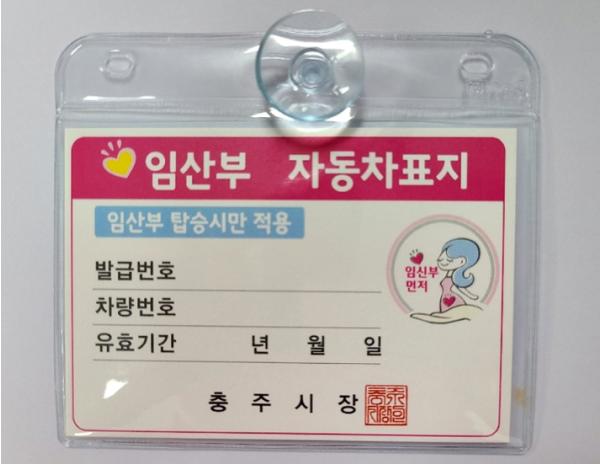 임산부 자동차표지
임산부 탑승시만 적용
발급번호
차량번호
유효기간 년 월 일
임신부
먼저
충 주 시 장